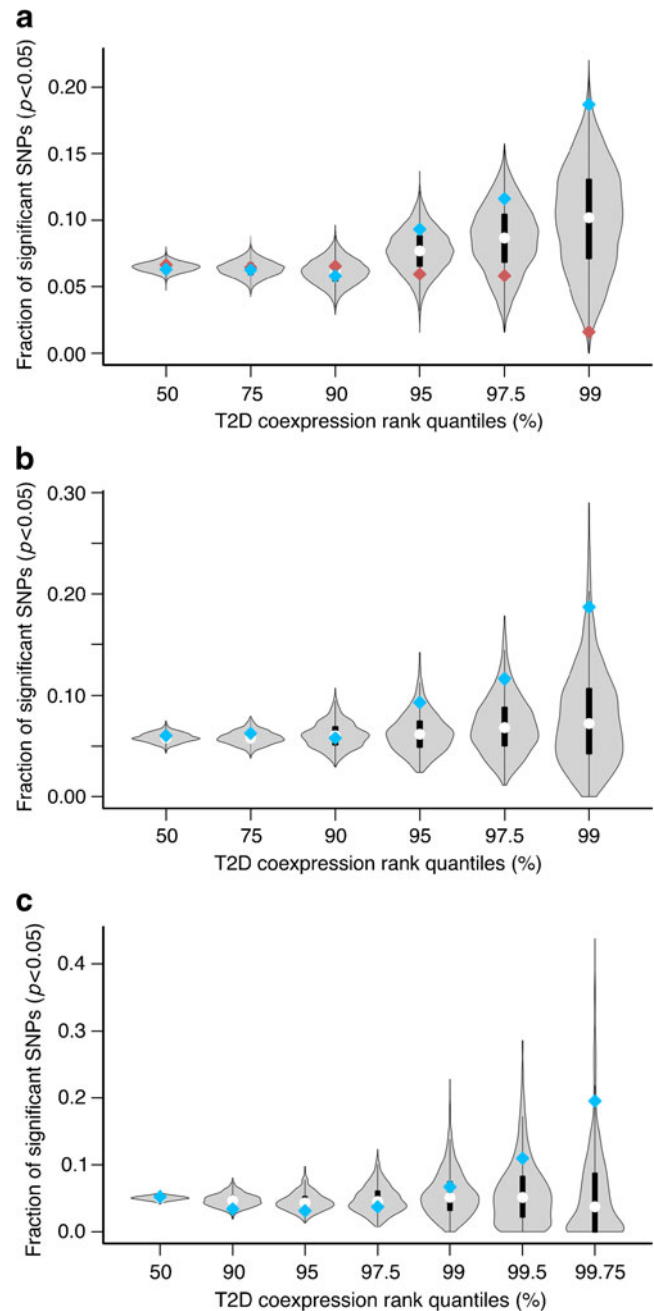 a
Fraction of significant SNPs (p<0.05)
0.20
0.15
0.10
0.05
0.00
50 75 90 95 97.5 99
T2D coexpression rank quantiles (%)
b
Fraction of significant SNPs (p<0.05)
0.30
0.20
0.10
0.00
50 75 90 95 97.5 99
T2D coexpression rank quantiles (%)
c
Fraction of significant SNPs (p<0.05)
0.4
0.3
0.2
0.1
0.0
50 90 95 97.5 99 99.5 99.75
T2D coexpression rank quantiles (%)